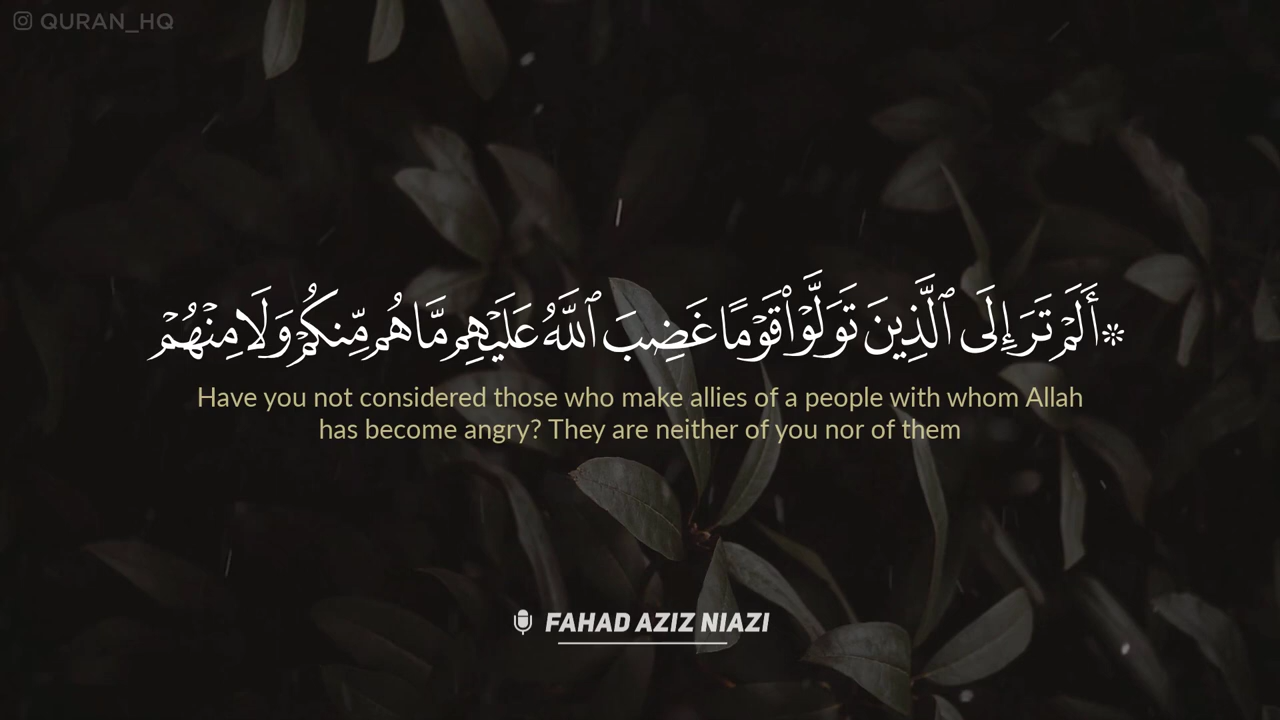 QURAN_HQ
۞ أَلَمْ تَرَ إِلَى ٱلَّذِينَ تَوَلَّوْا۟ قَوْمًا غَضِبَ ٱللَّهُ عَلَيْهِم مَّا هُم مِّنكُمْ وَلَا مِنْهُمْ
Have you not considered those who make allies of a people with whom Allah
has become angry? They are neither of you nor of them
FAHAD AZIZ NIAZI